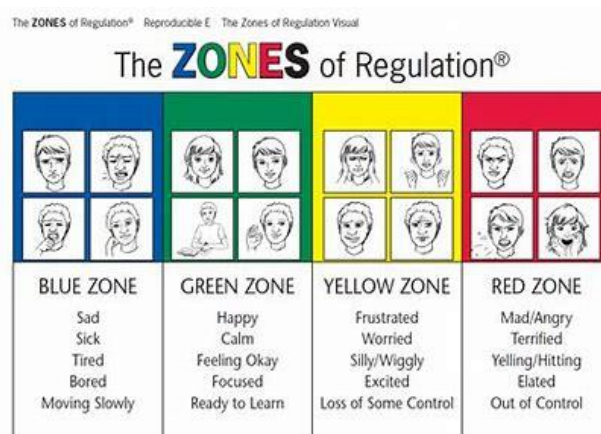 The ZONES of Regulation® Reproducible E The Zones of Regulation Visual
The ZONES of Regulation®
BLUE ZONE
Sad
Sick
Tired
Bored
Moving Slowly
GREEN ZONE
Happy
Calm
Feeling Okay
Focused
Ready to Learn
YELLOW ZONE
Frustrated
Worried
Silly/Wiggly
Excited
Loss of Some Control
RED ZONE
Mad/Angry
Terrified
Yelling/Hitting
Elated
Out of Control